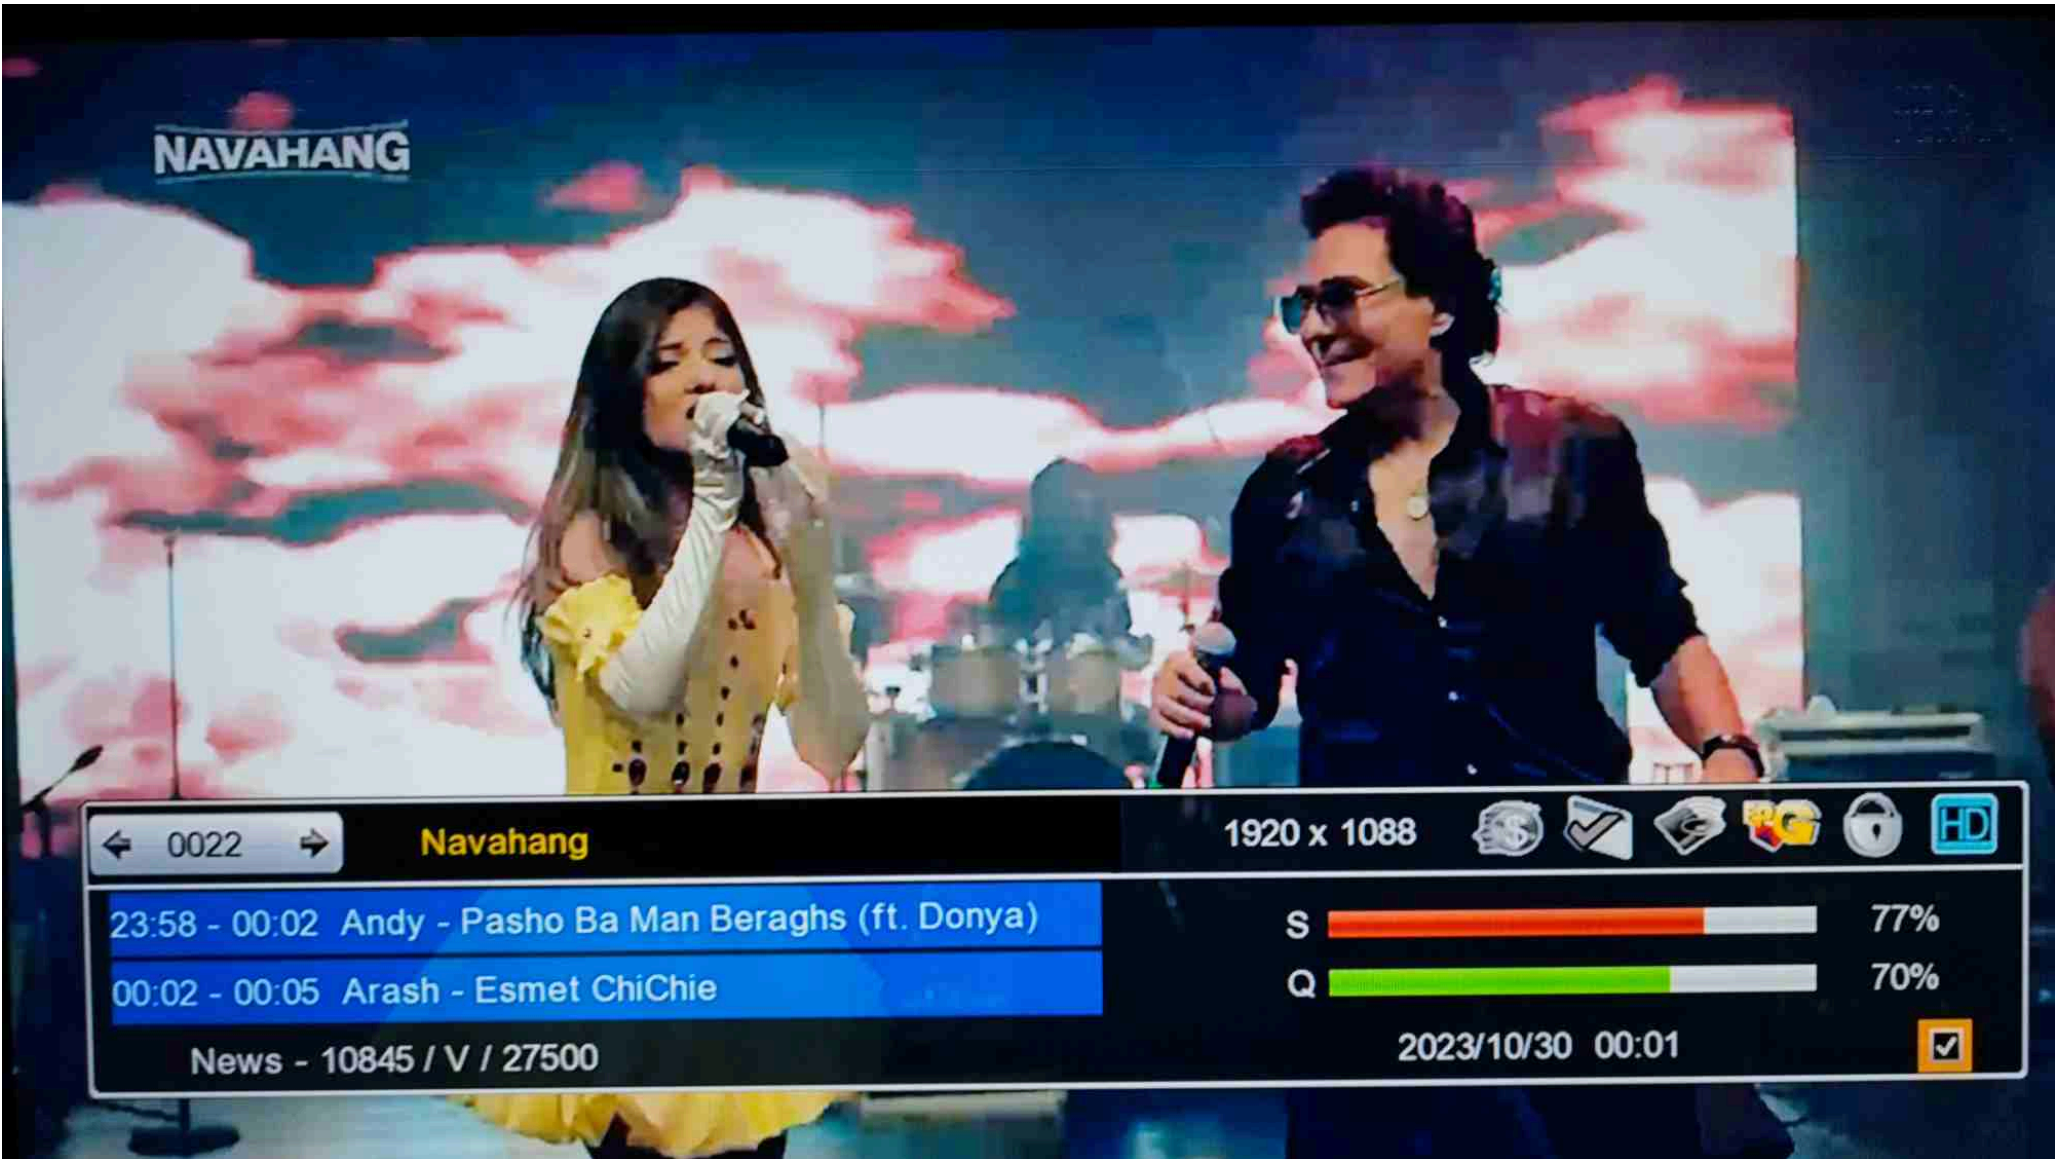 NAVAHANG
0022 Navahang 1920 x 1088 HD
23:58 - 00:02 Andy - Pasho Ba Man Beraghs (ft. Donya)
S 77%
00:02 - 00:05 Arash - Esmet ChiChie
Q 70%
News - 10845 / V / 27500
2023/10/30 00:01